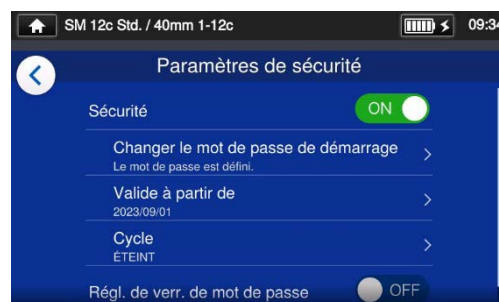 SM 12c Std. / 40mm 1-12c
09:34
Paramètres de sécurité
Sécurité
ON
Changer le mot de passe de démarrage
Le mot de passe est défini.
Valide à partir de
2023/09/01
Cycle
ÉTEINT
Régl. de verr. de mot de passe
OFF